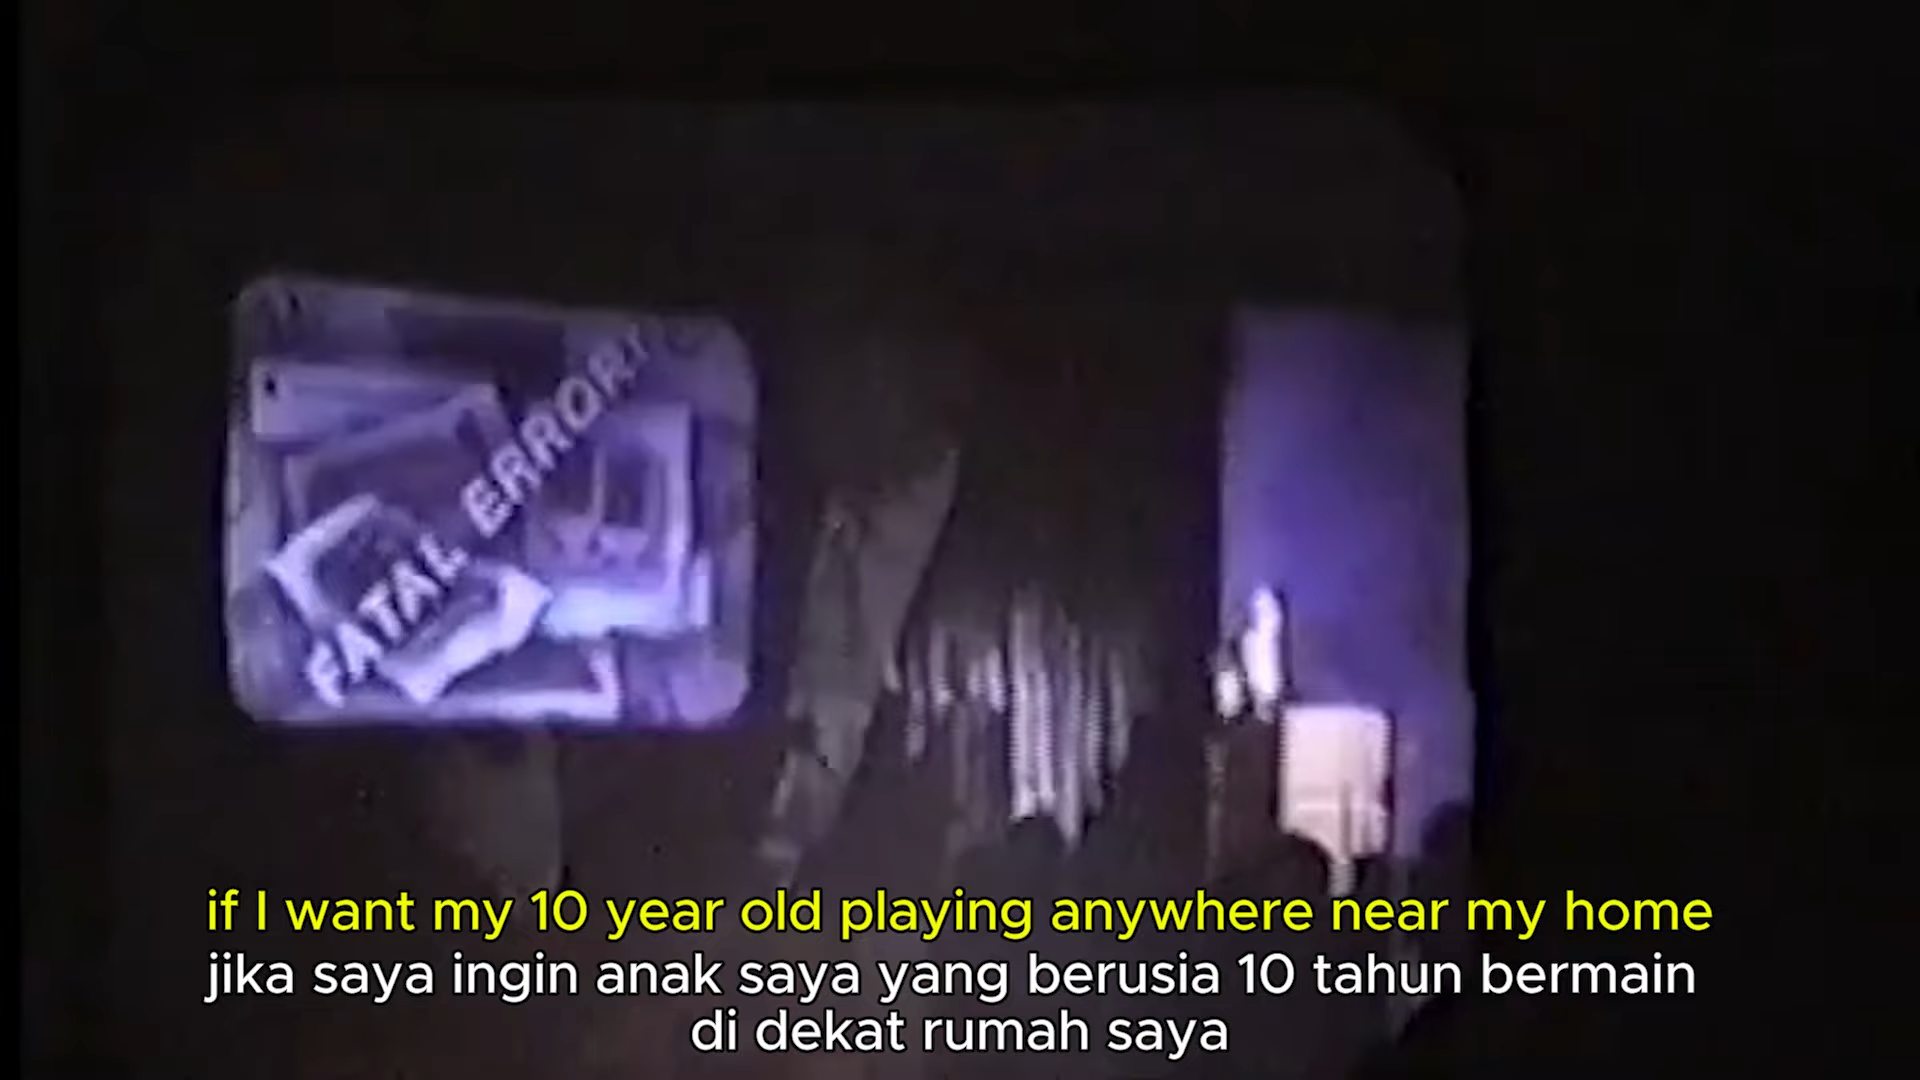 FATAL ERROR!
if I want my 10 year old playing anywhere near my home
jika saya ingin anak saya yang berusia 10 tahun bermain
di dekat rumah saya